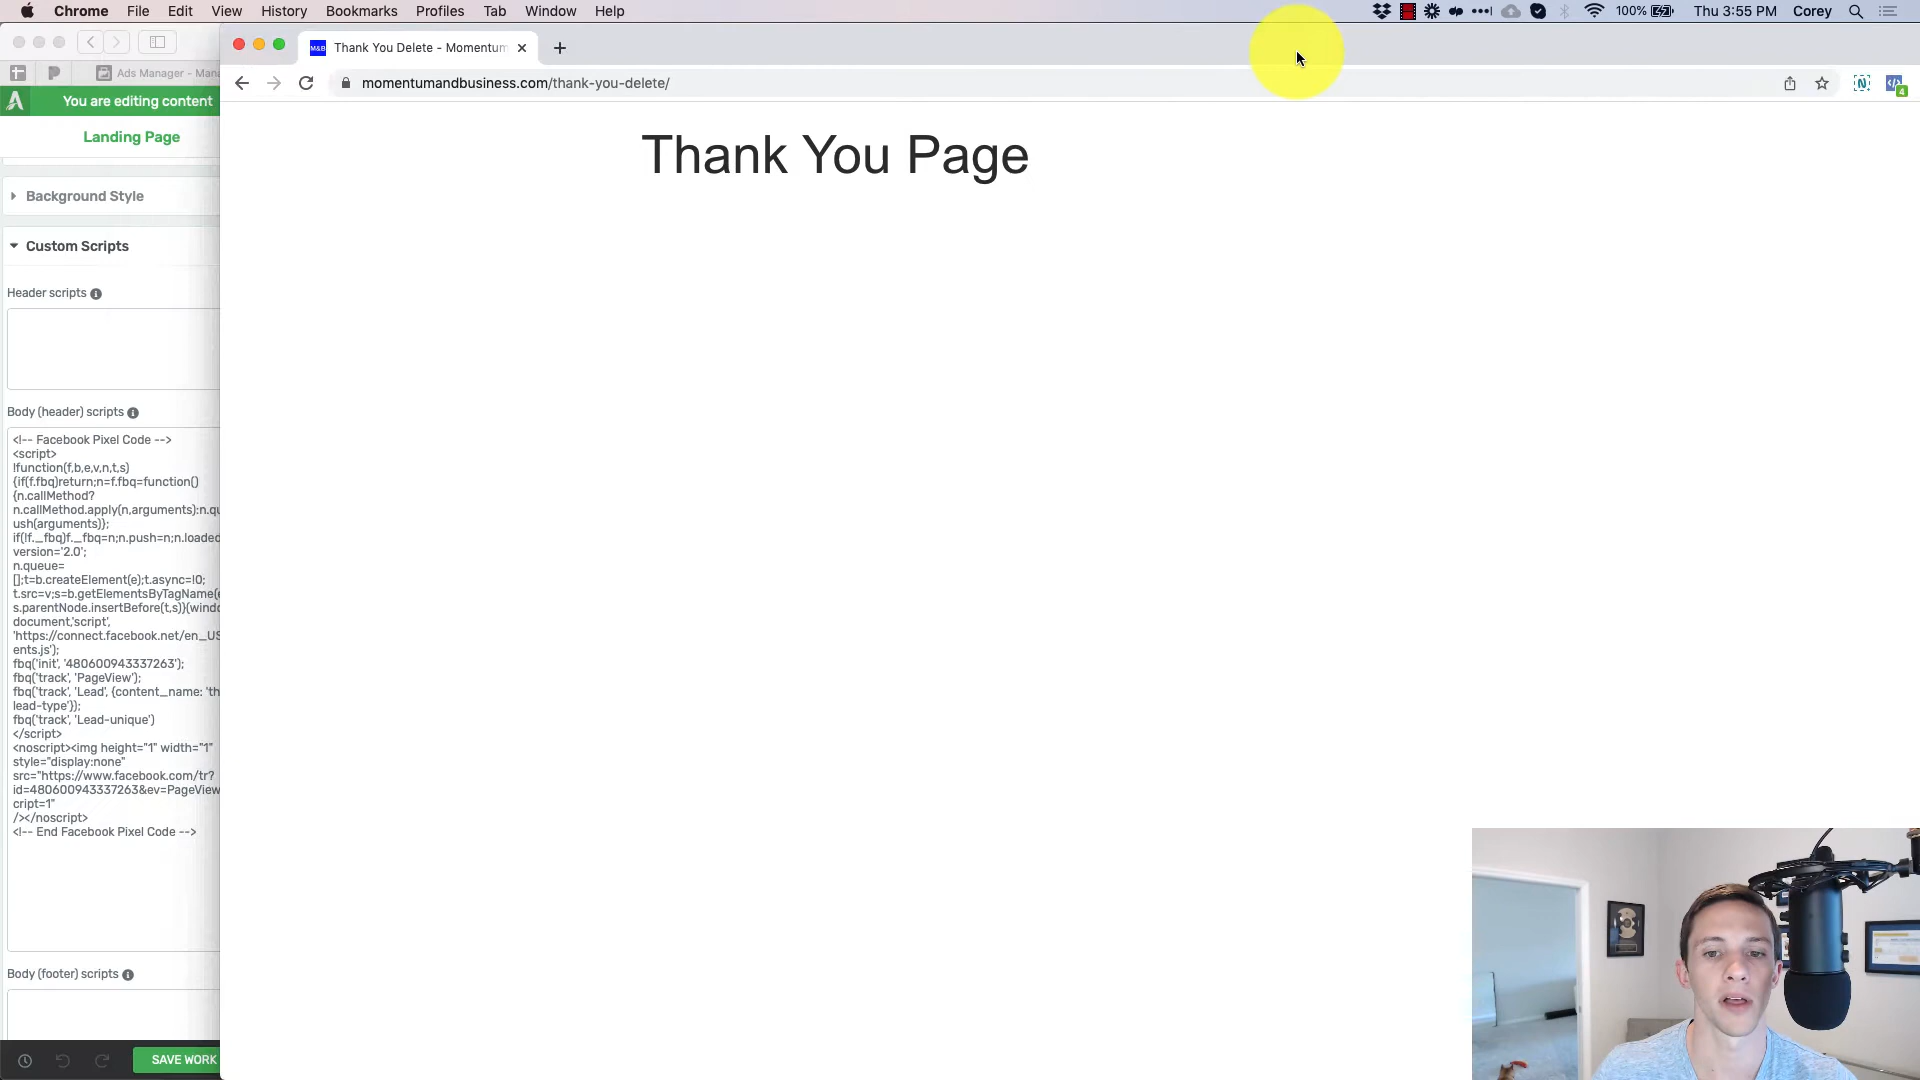 Chrome File Edit View History Bookmarks Profiles Tab Window Help
100% Thu 3:55 PM Corey
Thank You Delete - Momentum
Ads Manager - Mana
momentumandbusiness.com/thank-you-delete/
4
You are editing content
Landing Page
Thank You Page
Background Style
Custom Scripts
Header scripts
Body (header) scripts
<!-- Facebook Pixel Code -->
<script>
!function(f,b,e,v,n,t,s)
{if(f.fbq)return;n=f.fbq=function()
{n.callMethod?
n.callMethod.apply(n,arguments):n.qu
ush(arguments)};
if(!f._fbq)f._fbq=n;n.push=n;n.loaded
version='2.0';
n.queue=
[];t=b.createElement(e);t.async=!0;
t.src=v;s=b.getElementsByTagName(e
s.parentNode.insertBefore(t,s)}(windo
document,'script',
'https://connect.facebook.net/en_US
ents.js');
fbq('init', '480600943337263');
fbq('track', 'PageView');
fbq('track', 'Lead', {content_name: 'th
lead-type'});
fbq('track', 'Lead-unique')
</script>
<noscript><img height="1" width="1"
style="display:none"
src="https://www.facebook.com/tr?
id=480600943337263&ev=PageView
cript=1"
/></noscript>
<!-- End Facebook Pixel Code -->
Body (footer) scripts
SAVE WORK